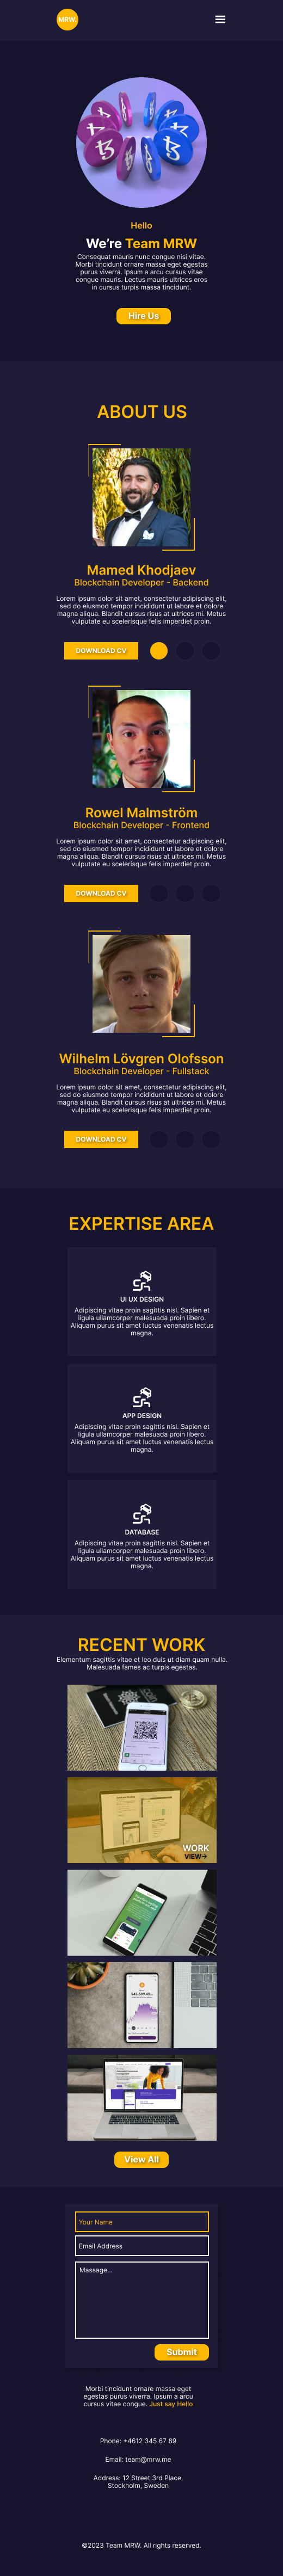 MRW.
Hello
We're Team MRW
Consequat mauris nunc congue nisi vitae.
Morbi tincidunt ornare massa eget egestas
purus viverra. Ipsum a arcu cursus vitae
congue mauris. Lectus mauris ultrices eros
in cursus turpis massa tincidunt.
Hire Us
ABOUT US
Mamed Khodjaev
Blockchain Developer - Backend
Lorem ipsum dolor sit amet, consectetur adipiscing elit,
sed do eiusmod tempor incididunt ut labore et dolore
magna aliqua. Blandit cursus risus at ultrices mi. Metus
vulputate eu scelerisque felis imperdiet proin.
DOWNLOAD CV
Rowel Malmström
Blockchain Developer - Frontend
Lorem ipsum dolor sit amet, consectetur adipiscing elit,
sed do eiusmod tempor incididunt ut labore et dolore
magna aliqua. Blandit cursus risus at ultrices mi. Metus
vulputate eu scelerisque felis imperdiet proin.
DOWNLOAD CV
Wilhelm Lövgren Olofsson
Blockchain Developer - Fullstack
Lorem ipsum dolor sit amet, consectetur adipiscing elit,
sed do eiusmod tempor incididunt ut labore et dolore
magna aliqua. Blandit cursus risus at ultrices mi. Metus
vulputate eu scelerisque felis imperdiet proin.
DOWNLOAD CV
EXPERTISE AREA
UI UX DESIGN
Adipiscing vitae proin sagittis nisl. Sapien et
ligula ullamcorper malesuada proin libero.
Aliquam purus sit amet luctus venenatis lectus
magna.
APP DESIGN
Adipiscing vitae proin sagittis nisl. Sapien et
ligula ullamcorper malesuada proin libero.
Aliquam purus sit amet luctus venenatis lectus
magna.
DATABASE
Adipiscing vitae proin sagittis nisl. Sapien et
ligula ullamcorper malesuada proin libero.
Aliquam purus sit amet luctus venenatis lectus
magna.
RECENT WORK
Elementum sagittis vitae et leo duis ut diam quam nulla.
Malesuada fames ac turpis egestas.
WORK
VIEW→
View All
Your Name
Email Address
Massage...
Submit
Morbi tincidunt ornare massa eget
egestas purus viverra. Ipsum a arcu
cursus vitae congue. Just say Hello
Phone: +4612 345 67 89
Email: team@mrw.me
Address: 12 Street 3rd Place,
Stockholm, Sweden
©2023 Team MRW. All rights reserved.